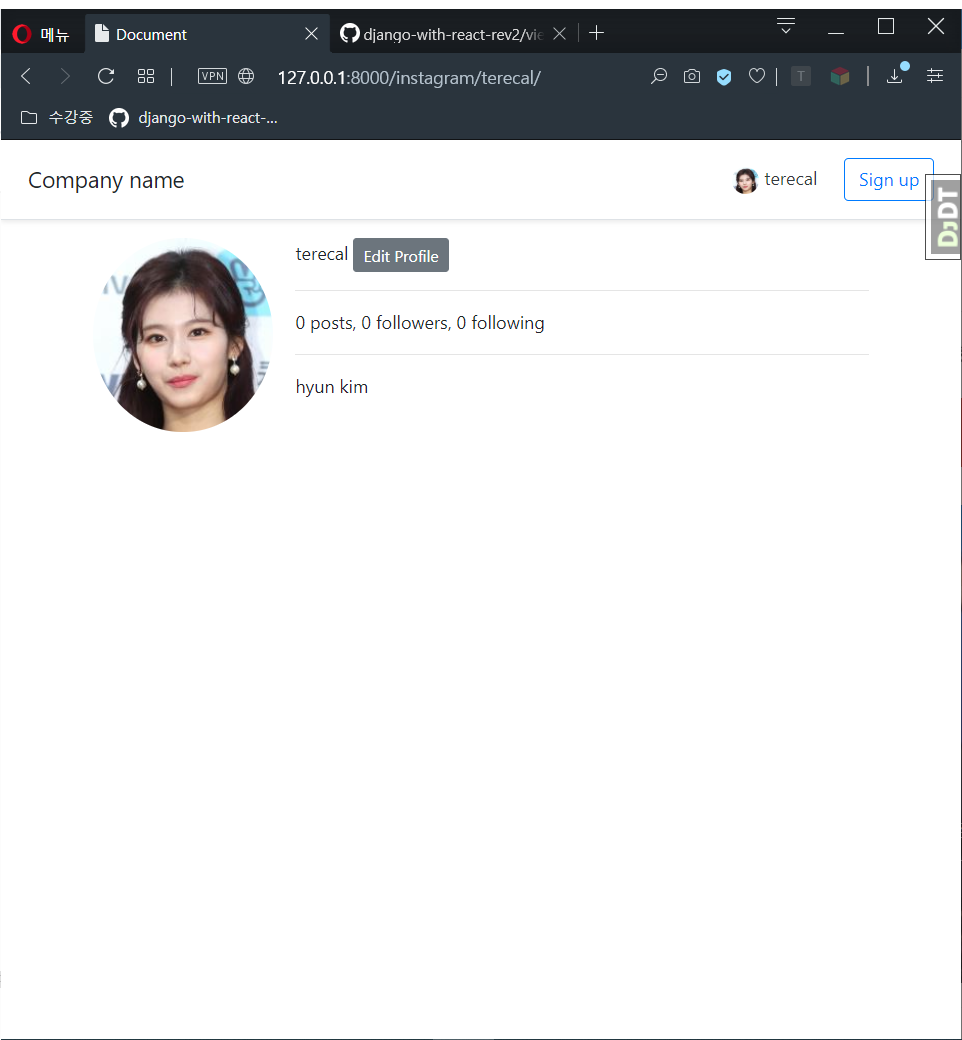 메뉴 Document django-with-react-rev2/vie
VPN 127.0.0.1:8000/instagram/terecal/ T
수강중 django-with-react-...
Company name terecal Sign up
DjDT
terecal Edit Profile
0 posts, 0 followers, 0 following
hyun kim